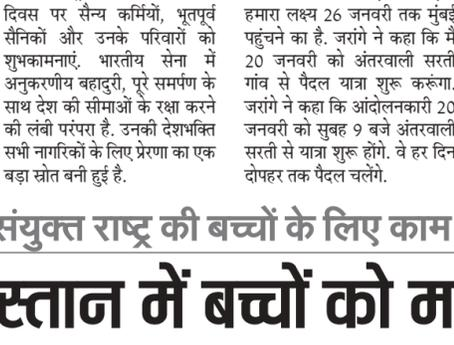 दिवस पर सैन्य कर्मियों, भूतपूर्व
सैनिकों और उनके परिवारों को
शुभकामनाएं. भारतीय सेना में
अनुकरणीय बहादुरी, पूरे समर्पण के
साथ देश की सीमाओं के रक्षा करने
की लंबी परंपरा है. उनकी देशभक्ति
सभी नागरिकों के लिए प्रेरणा का एक
बड़ा स्रोत बनी हुई है.
हमारा लक्ष्य 26 जनवरी तक मुंबई
पहुंचने का है. जरांगे ने कहा कि मैं
20 जनवरी को अंतरवाली सरती
गांव से पैदल यात्रा शुरू करूंगा.
जरांगे ने कहा कि आंदोलनकारी 20
जनवरी को सुबह 9 बजे अंतरवाली
सरती से यात्रा शुरू होंगे. वे हर दिन
दोपहर तक पैदल चलेंगे.
संयुक्त राष्ट्र की बच्चों के लिए काम
स्तान में बच्चों को म